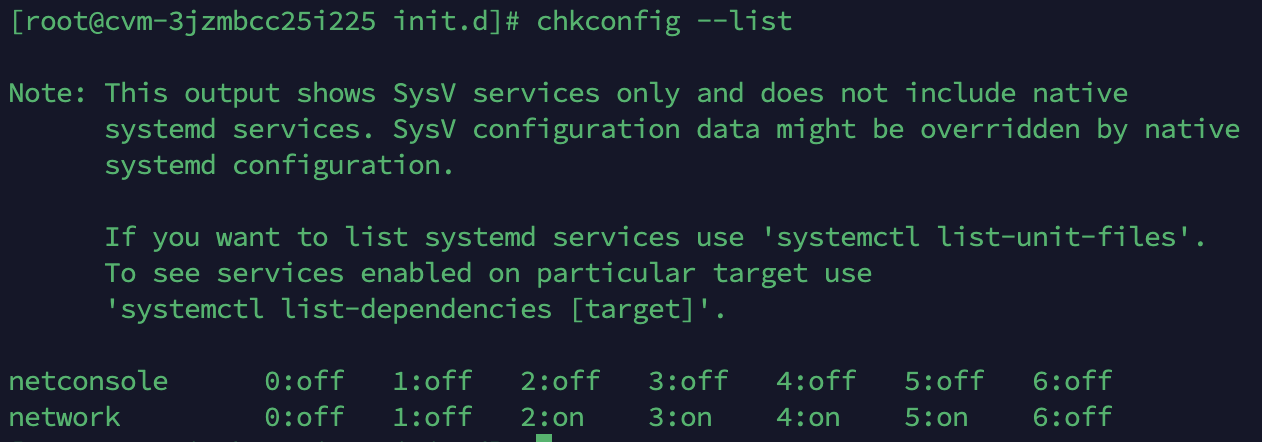 [root@cvm-3jzmbcc25i225 init.d]# chkconfig --list
Note: This output shows SysV services only and does not include native
systemd services. SysV configuration data might be overridden by native
systemd configuration.
If you want to list systemd services use 'systemctl list-unit-files'.
To see services enabled on particular target use
'systemctl list-dependencies [target]'.
netconsole 0:off 1:off 2:off 3:off 4:off 5:off 6:off
network 0:off 1:off 2:on 3:on 4:on 5:on 6:off